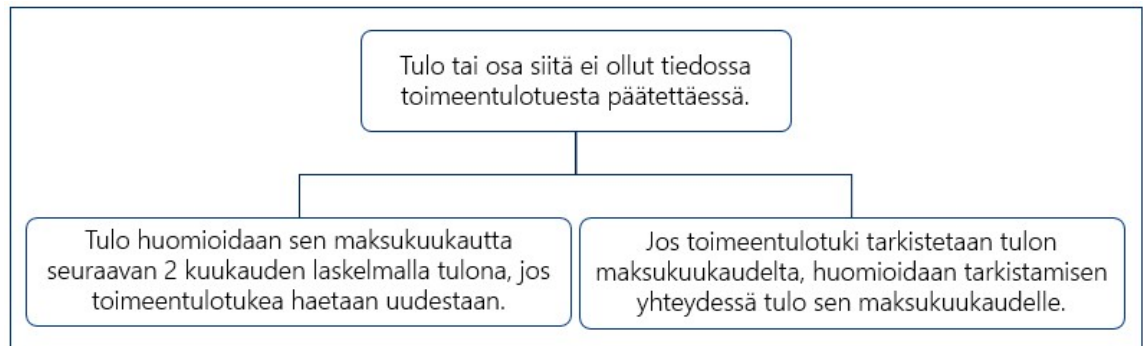 Tulo tai osa siitä ei ollut tiedossa
toimeentulotuesta päätettäessä.
Tulo huomioidaan sen maksukuukautta
seuraavan 2 kuukauden laskelmalla tulona, jos
toimeentulotukea haetaan uudestaan.
Jos toimeentulotuki tarkistetaan tulon
maksukuukaudelta, huomioidaan tarkistamisen
yhteydessä tulo sen maksukuukaudelle.